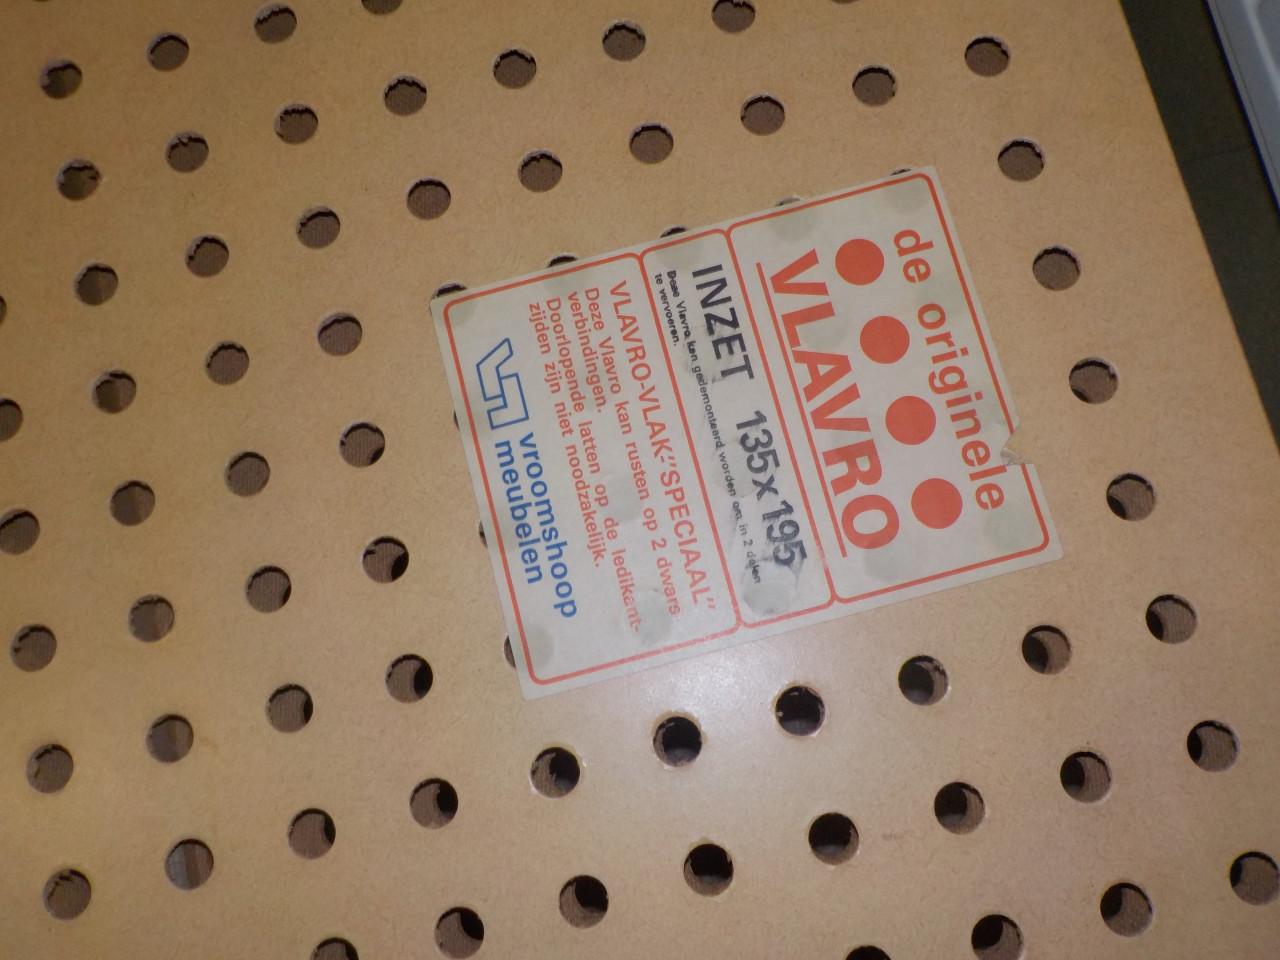 de originele
VLAVRO
INZET 135x195
Deze Vlavro kan gedemonteerd worden om in 2 delen
te vervoeren.
VLAVRO-VLAK-"SPECIAAL"
Deze Vlavro kan rusten op 2 dwars
verbindingen.
Doorlopende latten op de ledikant-
zijden zijn niet noodzakelijk.
vroomshoop
meubelen